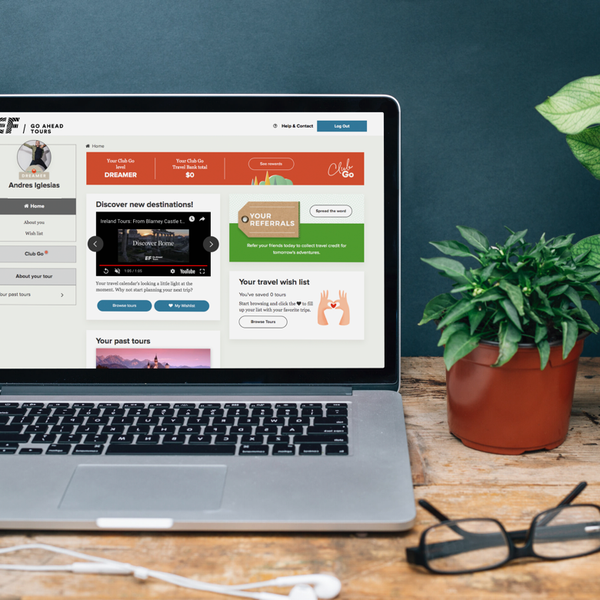 EF
GO AHEAD
TOURS
Help & Contact
Log Out
DREAMER
Andres Iglesias
Home
About you
Wish list
Club Go
About your tour
our past tours
Home
Your Club Go
level
DREAMER
Your Club Go
Travel Bank total
$0
See rewards
Club
Go
Discover new destinations!
Ireland Tours: From Blarney Castle t...
Discover Home
EF
YouTube
Your travel calendar's looking a little light at the
moment. Why not start planning your next trip?
Browse tours
My Wishlist
YOUR
REFERRALS
Spread the word
Refer your friends today to collect travel credit for
tomorrow's adventures.
Your travel wish list
You've saved 0 tours
Start browsing and click the ♥ to fill
up your list with your favorite trips.
Browse Tours
Your past tours